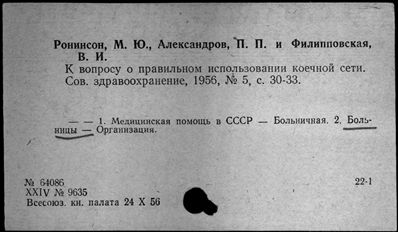 Ронинсон, М. Ю., Александров, П. П. и Филипповская,
В. И.
К вопросу о правильном использовании коечной сети.
Сов. здравоохранение, 1956, № 5, с. 30-33.
— — 1. Медицинская помощь в СССР — Больничная. 2. Боль-
ницы — Организация.
№ 64086
22-1
XXIV № 9635
Всесоюз. кн. палата 24 X 56